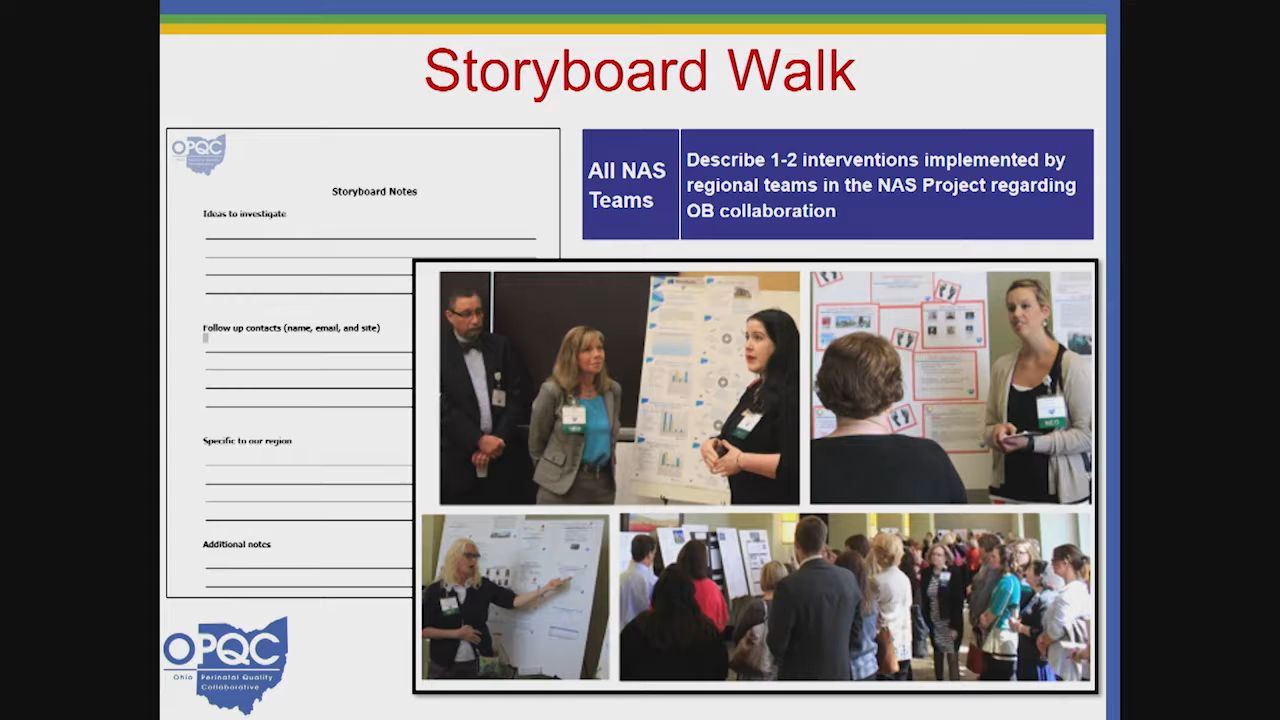 Storyboard Walk
OPQC
Storyboard Notes
Ideas to investigate
Follow up contacts (name, email, and site)
Specific to our region
Additional notes
All NAS
Teams
Describe 1-2 interventions implemented by
regional teams in the NAS Project regarding
OB collaboration
OPQC
Ohio Perinatal Quality
Collaborative